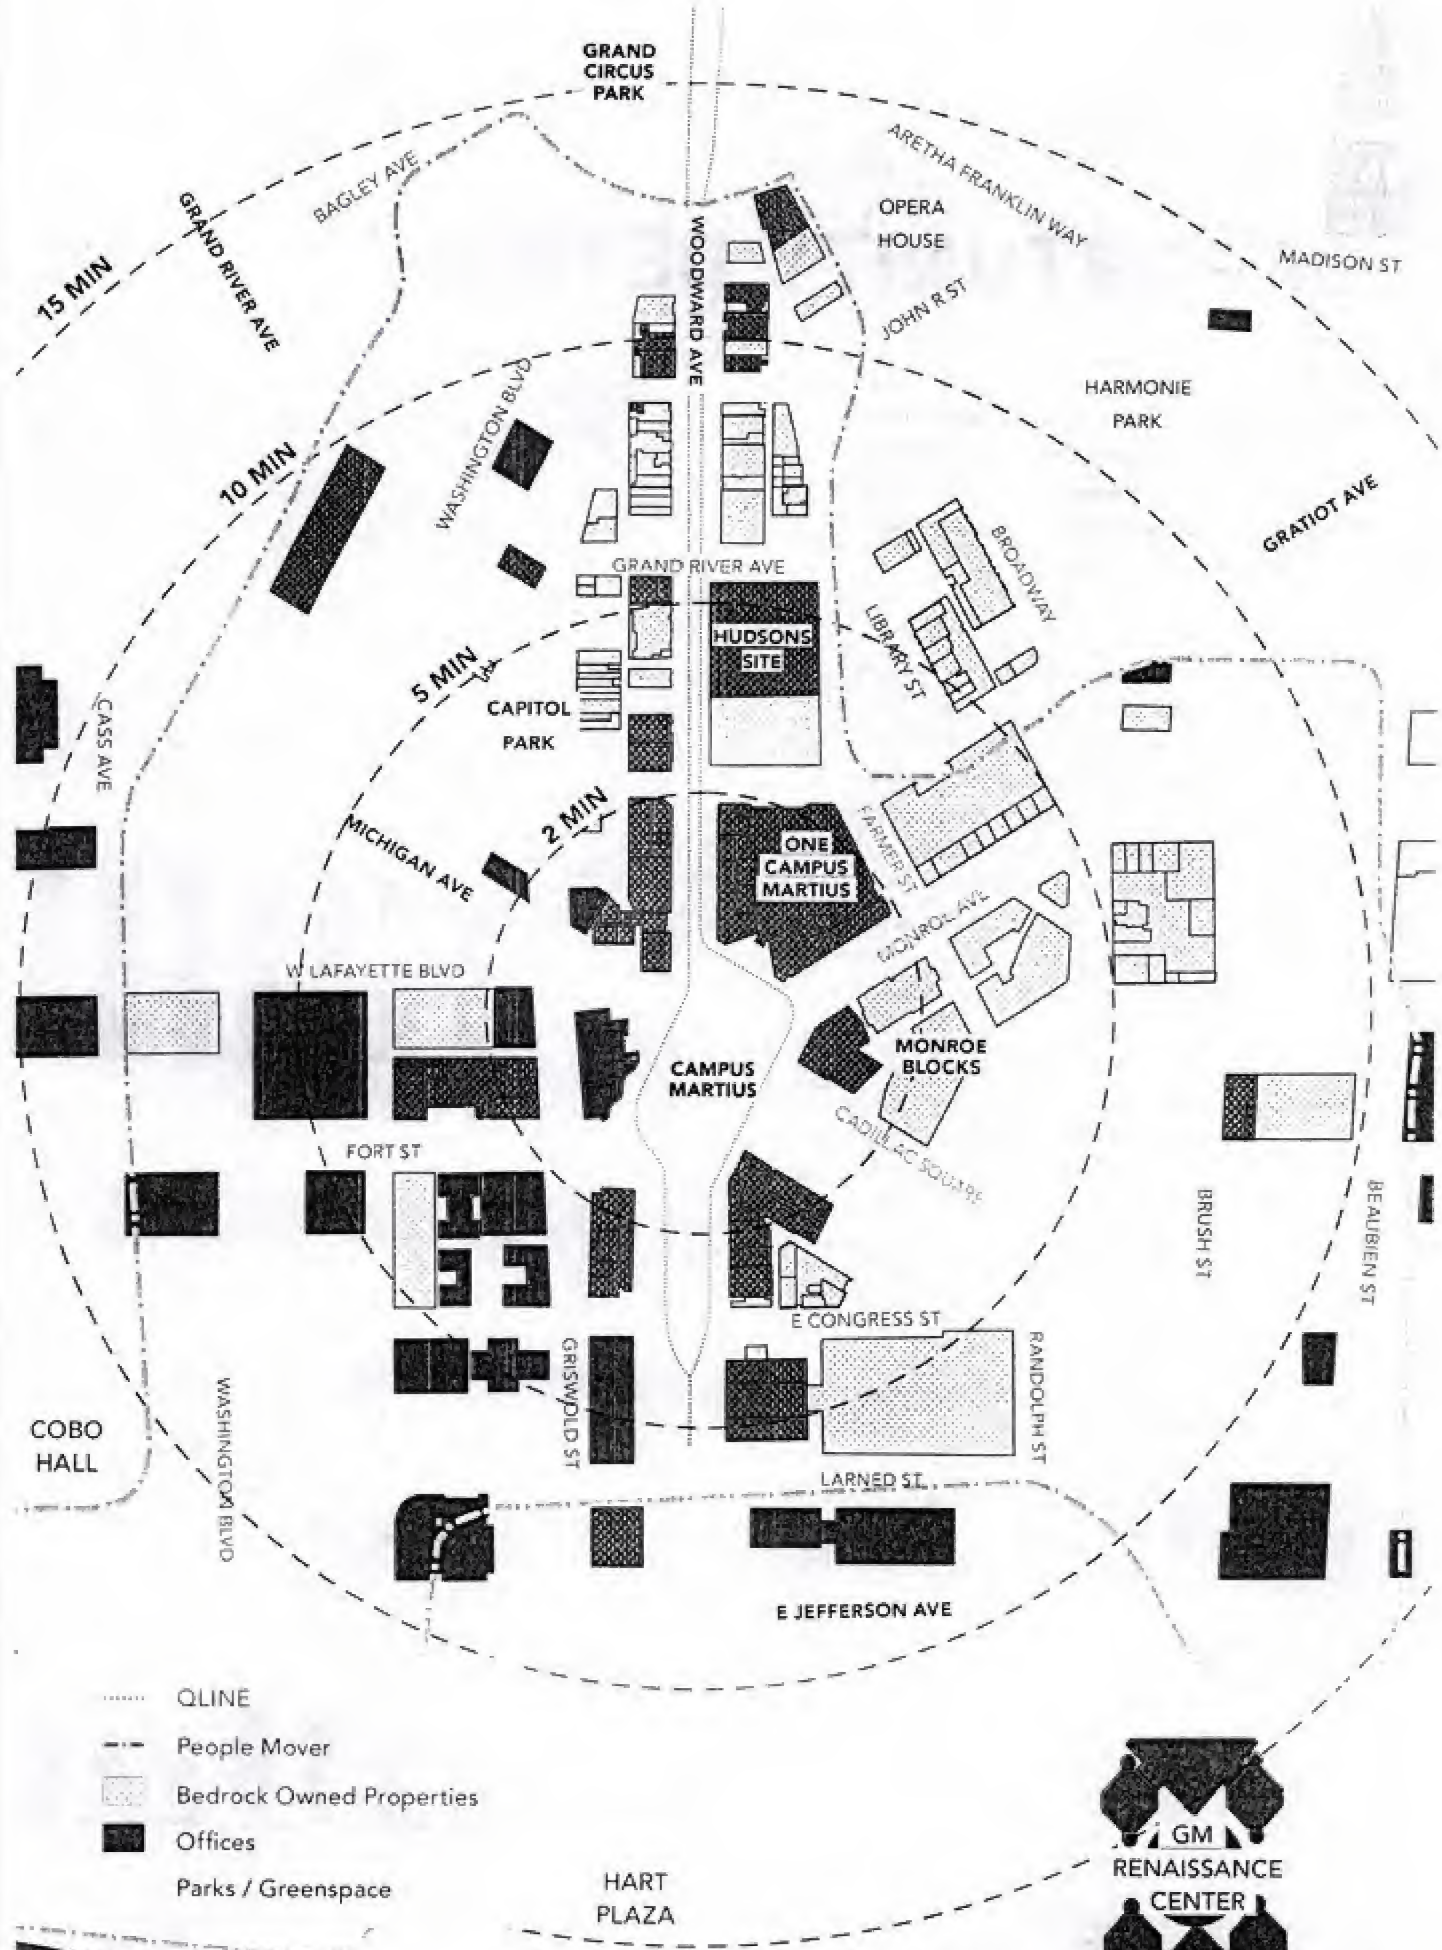 GRAND
CIRCUS
PARK
ARETHA FRANKLIN WAY
BAGLEY AVE
GRAND RIVER AVE
WOODWARD AVE
OPERA
HOUSE
MADISON ST
15 MIN
JOHN R ST
HARMONIE
PARK
WASHINGTON BLVD
10 MIN
GRATIOT AVE
GRAND RIVER AVE
BROADWAY
HUDSONS
SITE
LIBRARY ST
5 MIN
CAPITOL
PARK
CASS AVE
2 MIN
MICHIGAN AVE
ONE
CAMPUS
MARTIUS
FARMER ST
MONROE AVE
W LAFAYETTE BLVD
CAMPUS
MARTIUS
MONROE
BLOCKS
CADILLAC SQUARE
FORT ST
BRUSH ST
BEAUBIEN ST
E CONGRESS ST
GRISWOLD ST
RANDOLPH ST
COBO
HALL
WASHINGTON BLVD
LARNED ST
E JEFFERSON AVE
QLINE
People Mover
Bedrock Owned Properties
Offices
Parks / Greenspace
HART
PLAZA
GM
RENAISSANCE
CENTER